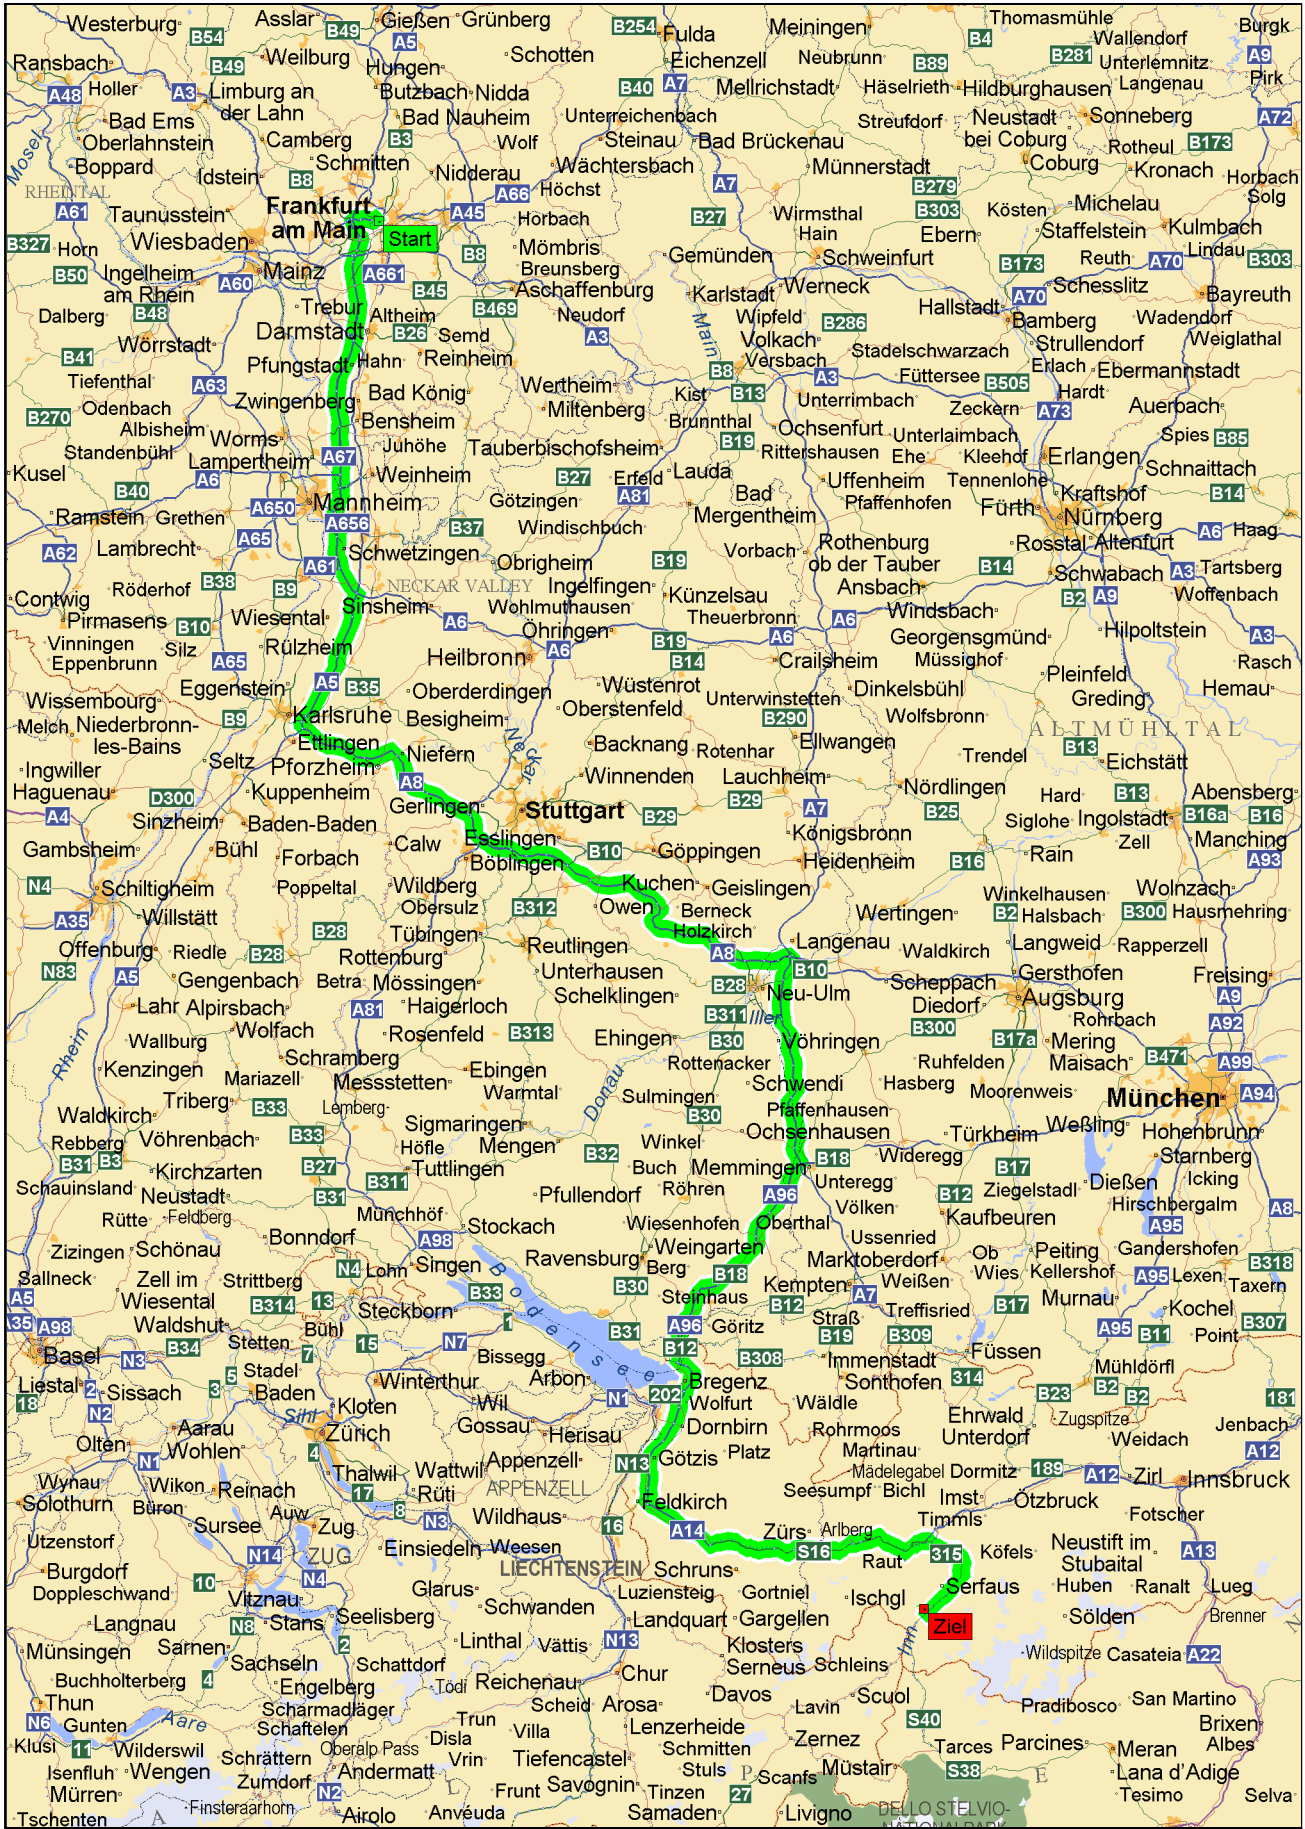 Westerburg
Asslar
B49
Gießen
Grünberg
B254
Fulda
Meiningen
Thomasmühle
Burgk
B54
A5
Schotten
Eichenzell
Neubrunn
B4
Wallendorf
A9
Ransbach
B49
Weilburg
Hungen
B89
B281
Unterlemnitz
Pirk
A48
Holler
A3
Limburg an
der Lahn
Butzbach
Nidda
B40
A7
Mellrichstadt
Häselrieth
Hildburghausen
Langenau
Bad Ems
Bad Nauheim
Unterreichenbach
Streufdorf
Neustadt
bei Coburg
Sonneberg
A72
Mosel
Oberlahnstein
Camberg
B3
Wolf
Steinau
Bad Brückenau
Rotheul
B173
Boppard
Schmitten
Wächtersbach
Münnerstadt
Coburg
Kronach
Horbach
RHEINTAL
Idstein
B8
Nidderau
A66
Höchst
A7
B279
Solg
A61
Taunusstein
Frankfurt
am Main
A45
Horbach
B27
Wirmsthal
Hain
B303
Kösten
Michelau
Kulmbach
B327
Horn
Wiesbaden
Start
B8
Mömbris
Gemünden
Ebern
Staffelstein
Lindau
B50
Ingelheim
am Rhein
A60
Mainz
A661
Breunsberg
Schweinfurt
B173
Reuth
A70
B303
B45
Aschaffenburg
Karlstadt
Werneck
A70
Schesslitz
Bayreuth
Dalberg
B48
Trebur
Altheim
B469
Neudorf
Main
Wipfeld
B286
Hallstadt
Bamberg
Wadendorf
B41
Wörrstadt
Darmstadt
B26
Semd
A3
Volkach
Stadelschwarzach
Strullendorf
Weiglathal
Pfungstadt
Hahn
Reinheim
B8
Versbach
Erlach
Ebermannstadt
Tiefenthal
A63
Bad König
Wertheim
Kist
B13
A3
Füttersee
B505
Hardt
B270
Odenbach
Zwingenberg
Miltenberg
Unterrimbach
Zeckern
A73
Auerbach
Albisheim
Worms
Bensheim
Brunnthal
Ochsenfurt
Unterlaimbach
Spies
B85
Standenbühl
Lampertheim
A67
Juhöhe
Tauberbischofsheim
B19
Rittershausen
Ehe
Kleehof
Erlangen
Kusel
A6
Weinheim
B27
Erfeld
Lauda
Uffenheim
Tennenlohe
Schnaittach
B40
A650
Mannheim
Götzingen
A81
Bad
Mergentheim
Pfaffenhofen
Fürth
Kraftshof
B14
Ramstein
Grethen
A656
B37
Windischbuch
Nürnberg
A62
Lambrecht
A65
Schwetzingen
Obrigheim
B19
Vorbach
Rothenburg
ob der Tauber
Rosstal
Altenfurt
A6
Haag
Röderhof
B38
A61
NECKAR VALLEY
Ingelfingen
Künzelsau
Ansbach
B14
Schwabach
A3
Tartsberg
Contwig
B9
Sinsheim
Wohlmuthausen
Theuerbronn
Windsbach
B2
A9
Woffenbach
Pirmasens
B10
Wiesental
A6
Öhringen
A6
A6
Georgensgmünd
Hilpoltstein
A3
Vinningen
Silz
Rülzheim
Heilbronn
A6
B19
B14
Crailsheim
Müssighof
Rasch
Eppenbrunn
A65
A5
B35
Wüstenrot
Unterwinstetten
Dinkelsbühl
Pleinfeld
Hemau
Wissembourg
Eggenstein
Oberderdingen
Oberstenfeld
B290
Wolfsbronn
Greding
Melch
Niederbronn-
les-Bains
B9
Karlsruhe
Besigheim
Neckar
Backnang
Rotenhar
Ellwangen
ALTMÜHLTAL
Ettlingen
Niefern
Trendel
B13
Eichstätt
Ingwiller
Seltz
Pforzheim
A8
Winnenden
Lauchheim
Nördlingen
Haguenau
D300
Kuppenheim
Gerlingen
Stuttgart
B29
A7
B25
Hard
B13
Abensberg
A4
Sinzheim
Baden-Baden
B29
Königsbronn
Siglohe
Ingolstadt
B16a
B16
Gambsheim
Bühl
Calw
Esslingen
B10
Göppingen
Heidenheim
B16
Rain
Zell
Manching
N4
Forbach
Böblingen
A93
Schiltigheim
Poppeltal
Wildberg
Kuchen
Geislingen
Winkelhausen
Wolnzach
A35
Willstätt
Obersulz
B312
Owen
Berneck
Wertingen
B2
Halsbach
B300
Hausmehring
Offenburg
Riedle
B28
B28
Tübingen
Reutlingen
Holzkirch
Langenau
Waldkirch
Langweid
Rapperzell
N83
A5
Gengenbach
Rottenburg
Unterhausen
A8
B10
Scheppach
Gersthofen
Freising
Betra
Mössingen
Schelklingen
B28
Neu-Ulm
Diedorf
Augsburg
A9
Lahr
Alpirsbach
A81
Haigerloch
B311
Iller
B300
Rohrbach
Wallburg
Wolfach
Rosenfeld
B313
Ehingen
B30
Vöhringen
B17a
Mering
A92
Rhein
Kenzingen
Schramberg
Ebingen
Rottenacker
Ruhfelden
Maisach
B471
A99
Mariazell
Messstetten
Warmtal
Donau
Schwendi
Hasberg
Moorenweis
München
A94
Waldkirch
Triberg
B33
Lemberg
Sulmingen
Pfaffenhausen
Rebberg
Vöhrenbach
B33
Sigmaringen
B30
Ochsenhausen
Türkheim
Weßling
Hohenbrunn
B31
B3
Höfle
Mengen
Winkel
B32
Kirchzarten
B27
Tuttlingen
Buch
Memmingen
B18
Wideregg
B17
Starnberg
Schauinsland
Neustadt
B31
B311
Pfullendorf
Röhren
A96
Unteregg
B12
Ziegelstadl
Dießen
Icking
Rütte
Feldberg
Münchhöf
Stockach
Wiesenhofen
Oberthal
Völken
Kaufbeuren
Hirschbergalm
A8
Zizingen
Schönau
Bonndorf
A98
Ravensburg
Weingarten
Ussenried
Ob
Wies
Peiting
A95
Gandershofen
Sallneck
Zell im
Wiesental
Strittberg
N4
Lohn
Singen
Bodensee
Berg
B18
Marktoberdorf
Kellershof
A95
Lexen
B318
A5
B314
13
Steckborn
B33
B30
Steinhaus
Kempten
A7
Weißen
Taxern
A35
A98
Waldshut
Bühl
1
B31
A96
Göritz
B12
Treffisried
B17
Murnau
Kochel
B307
Basel
N3
B34
Stetten
7
15
N7
B12
Straß
B19
B309
A95
B11
Point
Stadel
Bissegg
B308
Immenstadt
Füssen
Mühldörfl
Liestal
2
Sissach
3
5
Baden
Winterthur
Arbon
Bregenz
Sonthofen
314
B23
B2
B2
181
18
N2
Kloten
Wil
N1
202
Wolfurt
Wäldle
Ehrwald
Zugspitze
Jenbach
Olten
Aarau
Sihl
Zürich
Gossau
Herisau
Dornbirn
Rohrmoos
Unterdorf
Weidach
A12
N1
Wohlen
4
Thalwil
Wattwil
Appenzell
N13
Götzis
Platz
Martinau
Wynau
Wikon
Reinach
17
Rüti
APPENZELL
Mädelegabel
Dormitz
189
A12
Zirl
Innsbruck
Solothurn
Büron
Auw
8
N3
Wildhaus
Feldkirch
Seesumpf
Bichl
Imst
Ötzbruck
Fotscher
Utzenstorf
Sursee
Zug
16
A14
Zürs
Arlberg
Timmls
N14
ZUG
Einsiedeln
Weesen
S16
315
Köfels
Neustift im
Stubaital
A13
Burgdorf
N4
LIECHTENSTEIN
Schruns
Raut
Doppleschwand
10
Vitznau
Glarus
Luziensteig
Gortniel
Ischgl
Serfaus
Huben
Ranalt
Lueg
Langnau
N8
Stans
Seelisberg
Schwanden
Landquart
Gargellen
Ziel
Sölden
Brenner
Münsingen
Sarnen
2
Linthal
Vättis
N13
Klosters
Inn
Wildspitze
Casateia
A22
Buchholterberg
4
Sachseln
Schattdorf
Serneus
Schleins
Thun
Engelberg
Tödi
Reichenau
Chur
Davos
Scuol
San Martino
N6
Gunten
Aare
Scharmadläger
Trun
Scheid
Arosa
Lavin
Pradibosco
Brixen
Klusi
11
Wilderswil
Schaftelen
Disla
Villa
Lenzerheide
Zernez
S40
Tarces
Parcines
Albes
Isenfluh
Wengen
Schrättern
Oberalp Pass
Vrin
Tiefencastel
Schmitten
Meran
Mürren
Zumdorf
Andermatt
L
Stuls
P
Scanfs
Müstair
S38
E
Lana d'Adige
Tschenten
A
Finsteraarhorn
N2
Airolo
Frunt
Savognin
Tinzen
27
Tesimo
Selva
Anvéuda
Samaden
Livigno
DELLO STELVIO-
NATIONALPARK